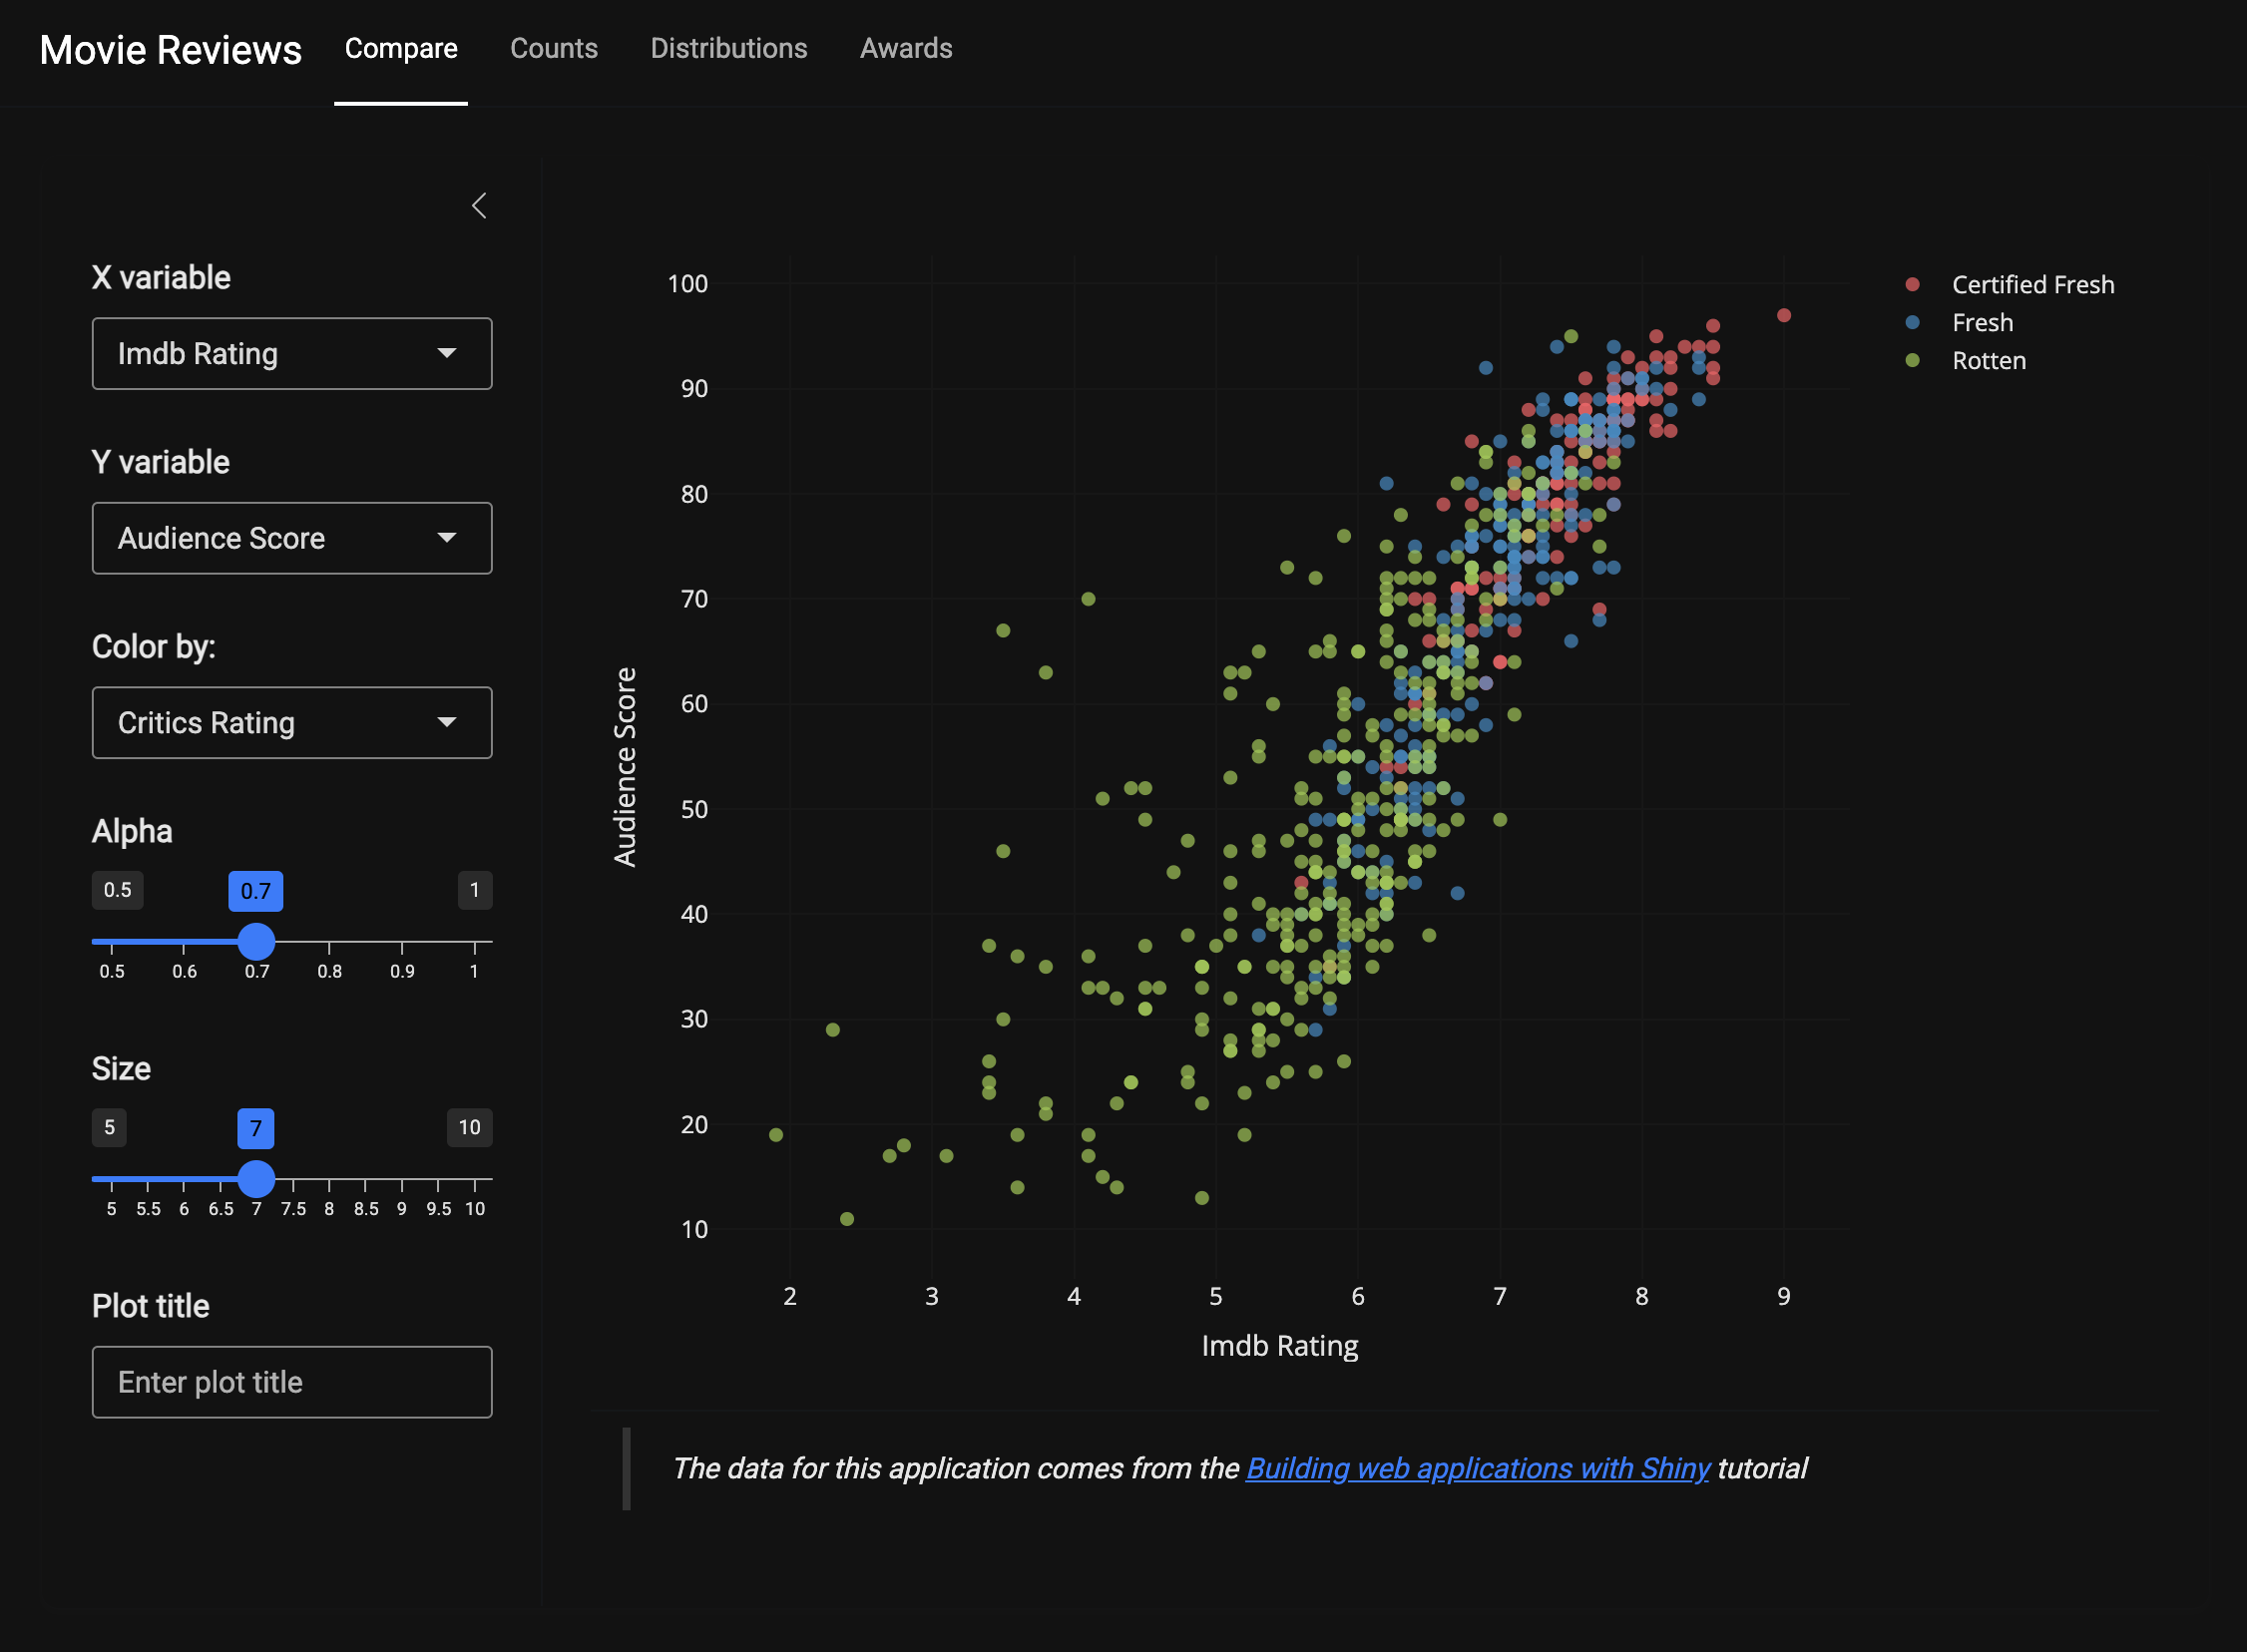 Movie Reviews Compare Counts Distributions Awards
X variable
Imdb Rating
Y variable
Audience Score
Color by:
Critics Rating
Alpha
0.5 0.7 1
0.5 0.6 0.7 0.8 0.9 1
Size
5 7 10
5 5.5 6 6.5 7 7.5 8 8.5 9 9.5 10
Plot title
Enter plot title
Audience Score
100
90
80
70
60
50
40
30
20
10
2 3 4 5 6 7 8 9
Imdb Rating
Certified Fresh
Fresh
Rotten
The data for this application comes from the Building web applications with Shiny tutorial